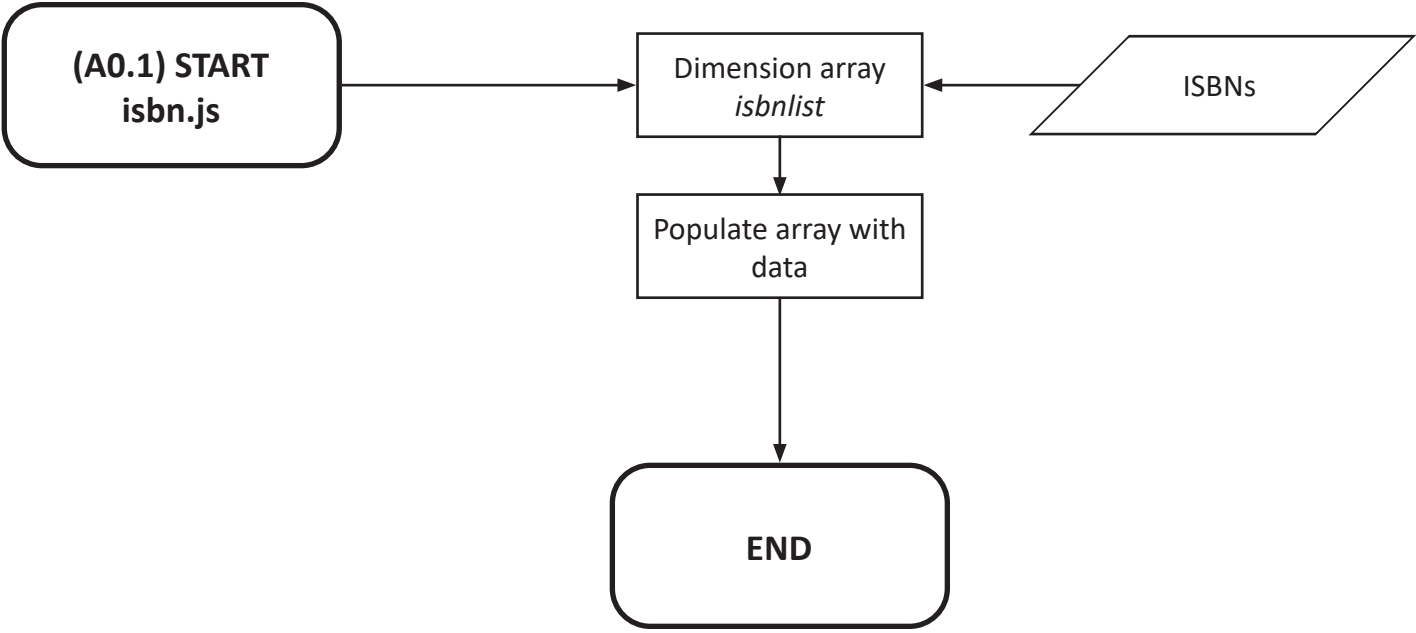 (A0.1) START
isbn.js
Dimension array
isbnlist
ISBNs
Populate array with
data
END